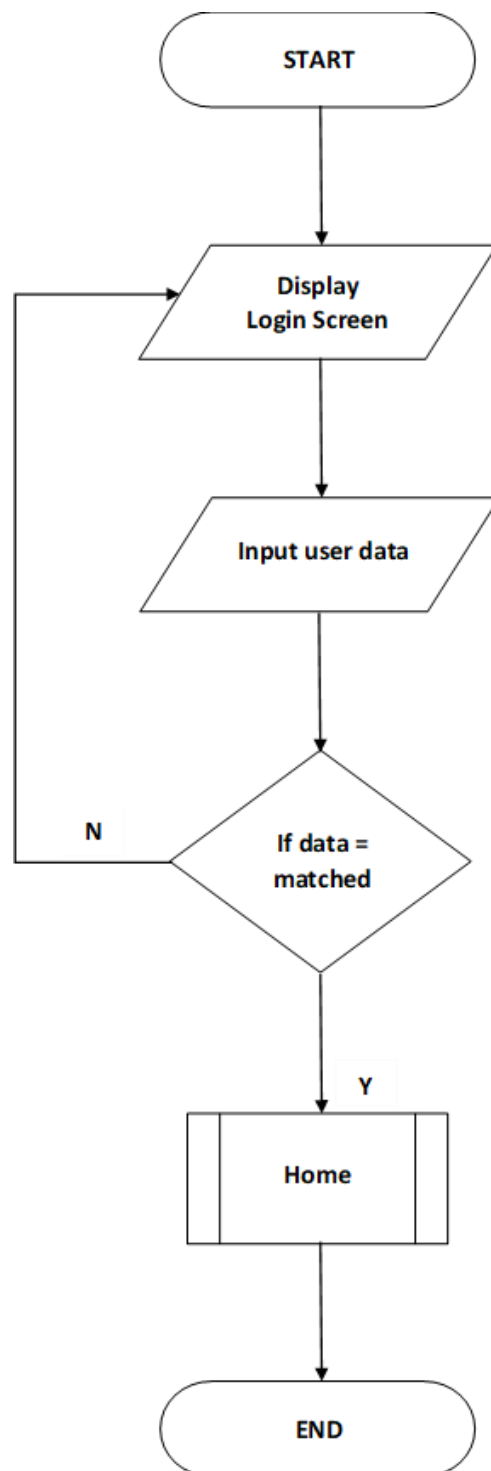 START
Display
Login Screen
Input user data
If data =
matched
N
Y
Home
END